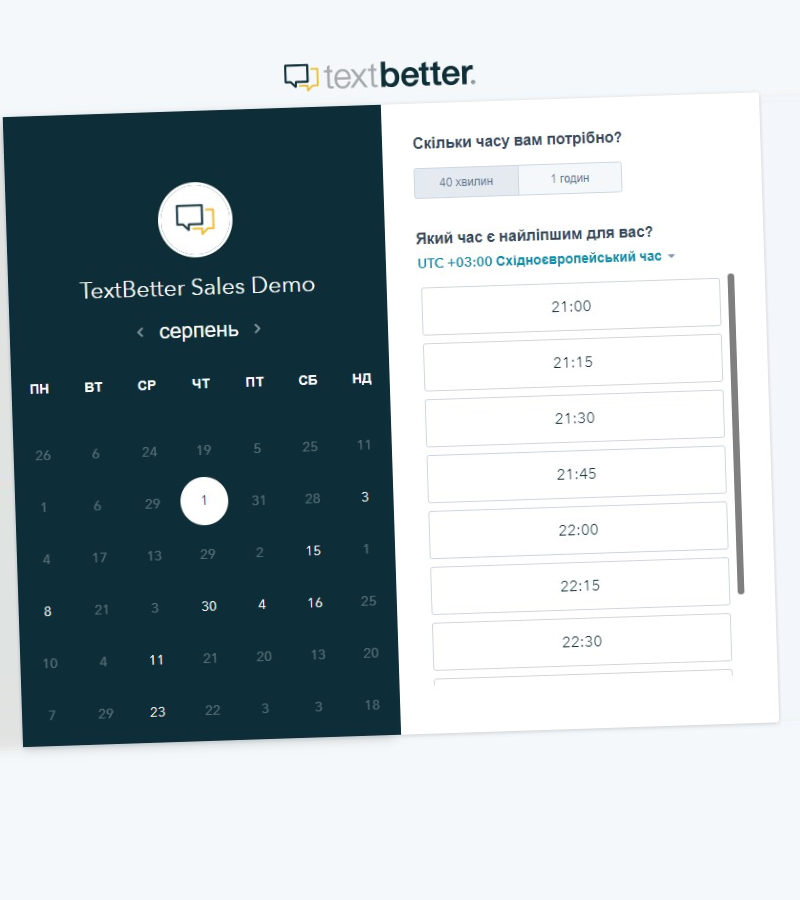 textbetter.
TextBetter Sales Demo
серпень
ПН ВТ СР ЧТ ПТ СБ НД
26 6 24 19 5 25 11
1 6 29 1 31 28 3
4 17 13 29 2 15 1
8 21 3 30 4 16 25
10 4 11 21 20 13 20
7 29 23 22 3 3 18
Скільки часу вам потрібно?
40 хвилин 1 годин
Який час є найліпшим для вас?
UTC +03:00 Східноєвропейський час
21:00
21:15
21:30
21:45
22:00
22:15
22:30